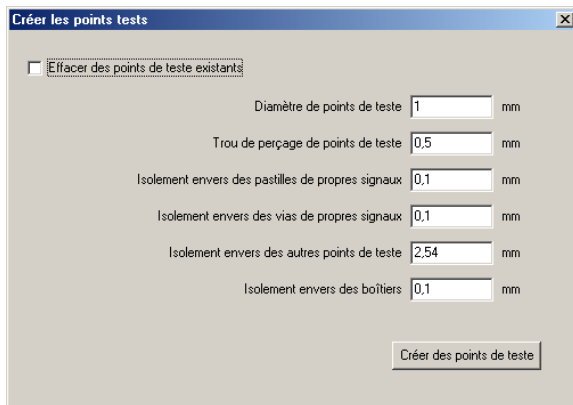 Créer les points tests
Effacer des points de teste existants
Diamètre de points de teste 1 mm
Trou de perçage de points de teste 0,5 mm
Isolement envers des pastilles de propres signaux 0,1 mm
Isolement envers des vias de propres signaux 0,1 mm
Isolement envers des autres points de teste 2,54 mm
Isolement envers des boîtiers 0,1 mm
Créer des points de teste